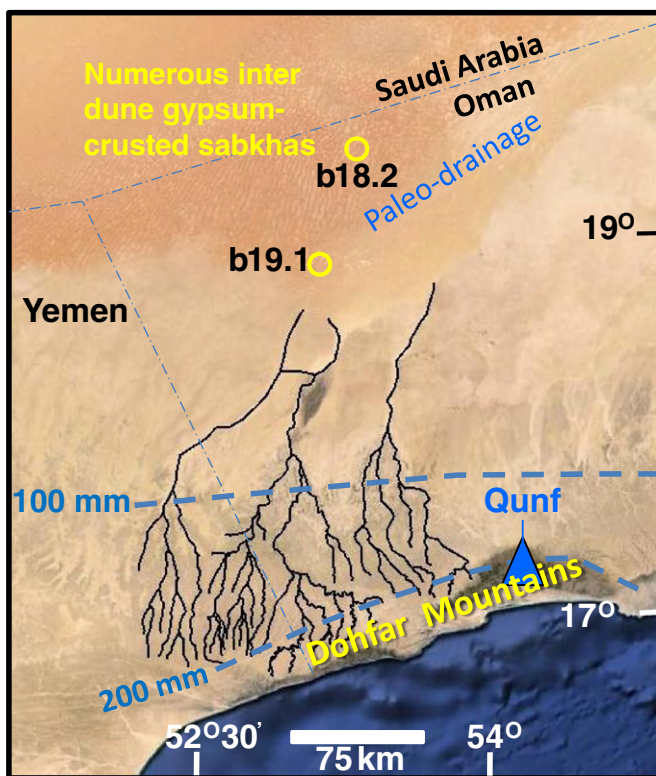 Numerous inter
dune gypsum-
crusted sabkhas
Saudi Arabia
Oman
b18.2
Paleo-drainage
19º
b19.1
Yemen
100 mm
Qunf
Dohfar Mountains
17º
200 mm
52º30’
54º
75 km